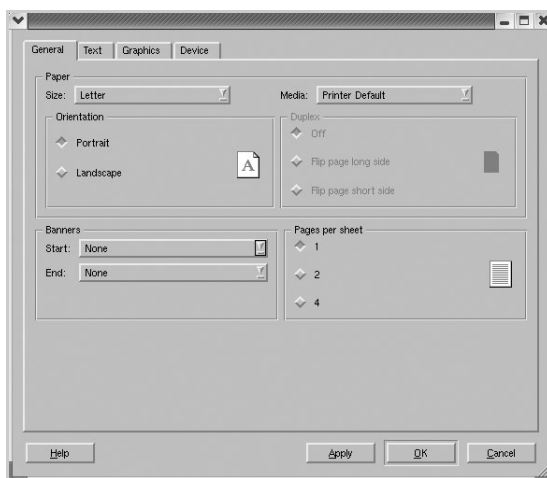 General Text Graphics Device
Paper
Size: Letter Media: Printer Default
Orientation
Portrait
Landscape
A
Duplex
Off
Flip page long side
Flip page short side
Banners
Start: None
End: None
Pages per sheet
1
2
4
Help Apply OK Cancel